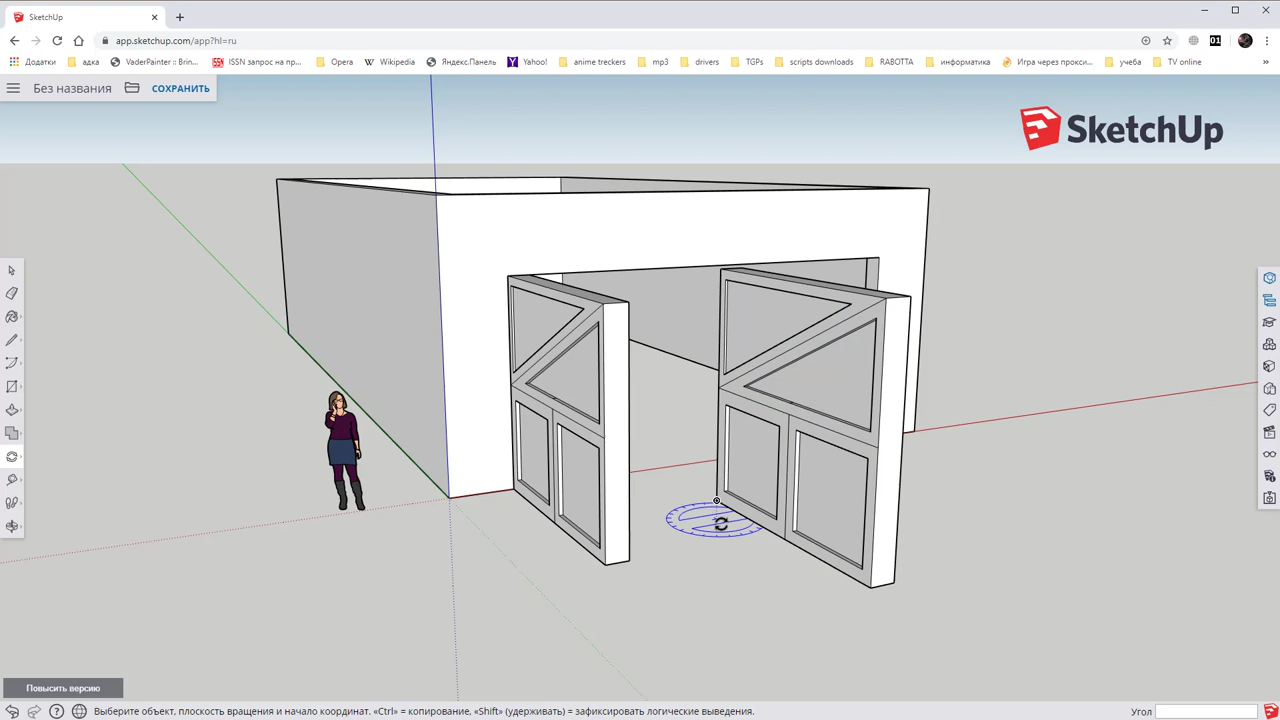 SketchUp
app.sketchup.com/app?hl=ru
01
Додатки адка VaderPainter :: Brin... ISSN запрос на пр... Opera Wikipedia Яндекс.Панель Yahoo! anime treckers mp3 drivers TGPs scripts downloads RABOTTA информатика Игра через прокси... учеба TV online »
Без названия СОХРАНИТЬ
SketchUp
Повысить версию
Выберите объект, плоскость вращения и начало координат. «Ctrl» = копирование. «Shift» (удерживать) = зафиксировать логические выведения. Угол